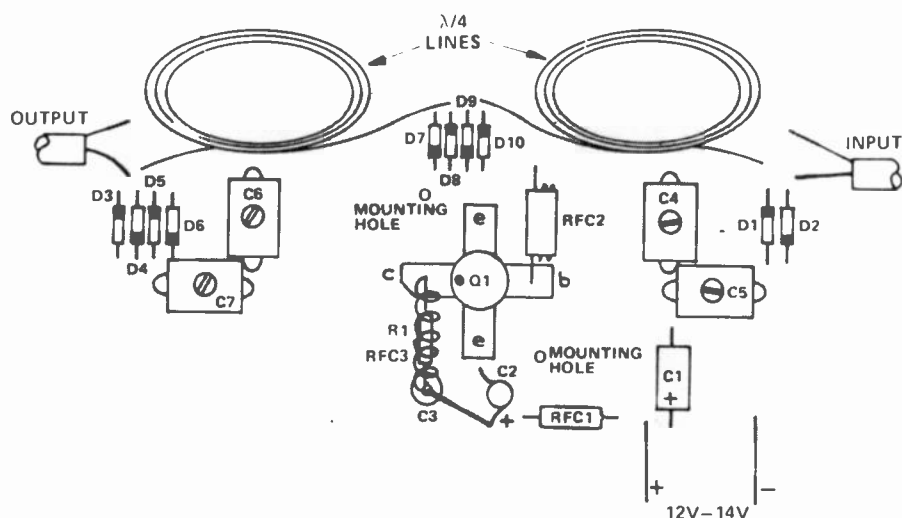 λ/4
LINES
OUTPUT
INPUT
D9
D7
D10
D8
D3
D5
D4
D6
C6
C7
MOUNTING
HOLE
RFC2
C4
C5
D1
D2
e
c
Q1
b
e
R1
RFC3
C3
C2
+
RFC1
MOUNTING
HOLE
C1
+
+
−
12V–14V